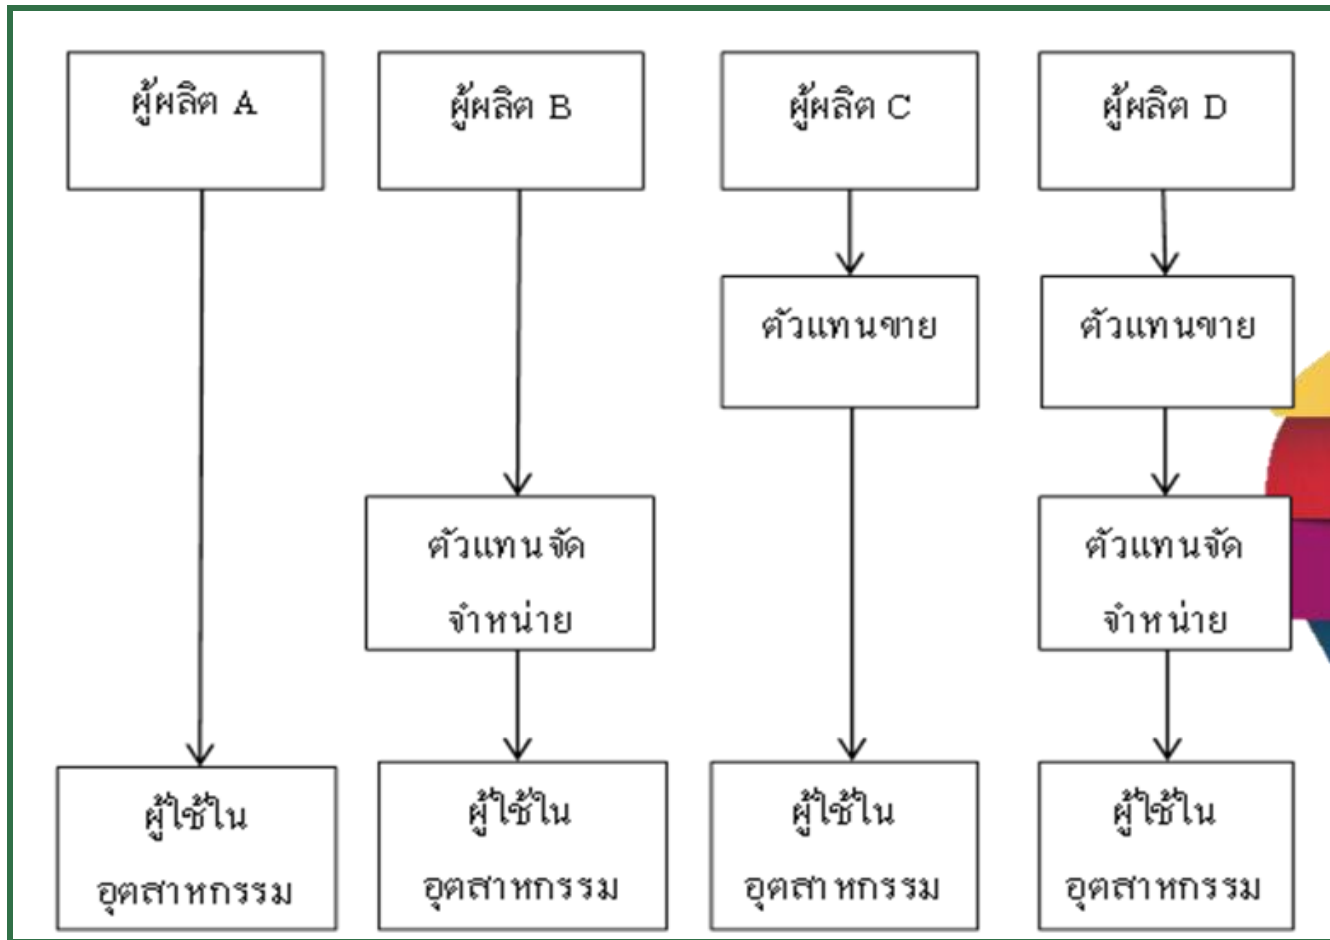 ผู้ผลิต A
ผู้ผลิต B
ผู้ผลิต C
ผู้ผลิต D
ตัวแทนขาย
ตัวแทนขาย
ตัวแทนจัด
จำหน่าย
ตัวแทนจัด
จำหน่าย
ผู้ใช้ใน
อุตสาหกรรม
ผู้ใช้ใน
อุตสาหกรรม
ผู้ใช้ใน
อุตสาหกรรม
ผู้ใช้ใน
อุตสาหกรรม